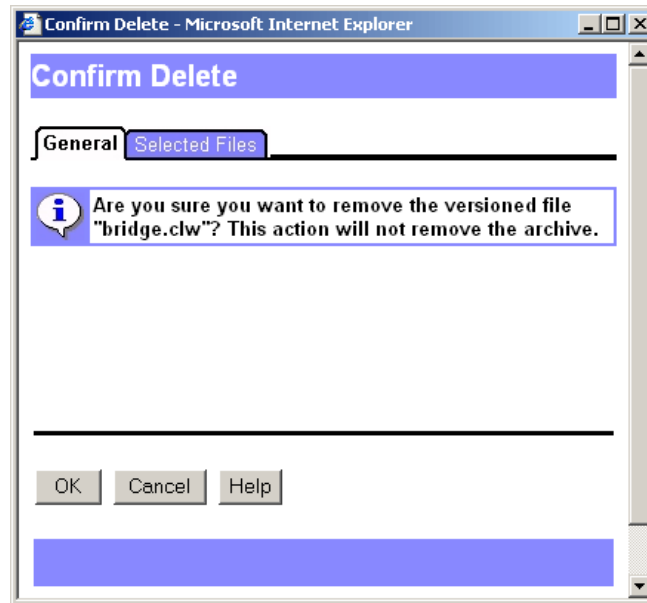 Confirm Delete - Microsoft Internet Explorer
Confirm Delete
General Selected Files
Are you sure you want to remove the versioned file
"bridge.clw"? This action will not remove the archive.
OK Cancel Help